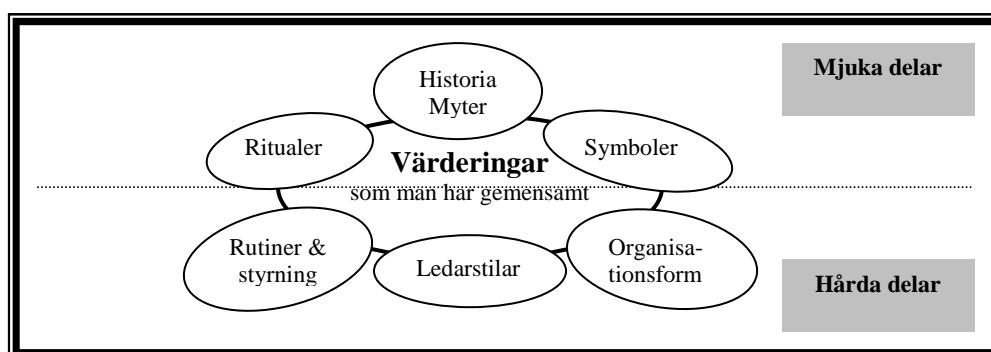 Mjuka delar
Historia
Myter
Ritualer
Symboler
Värderingar
som man har gemensamt
Rutiner &
styrning
Ledarstilar
Organisa-
tionsform
Hårda delar